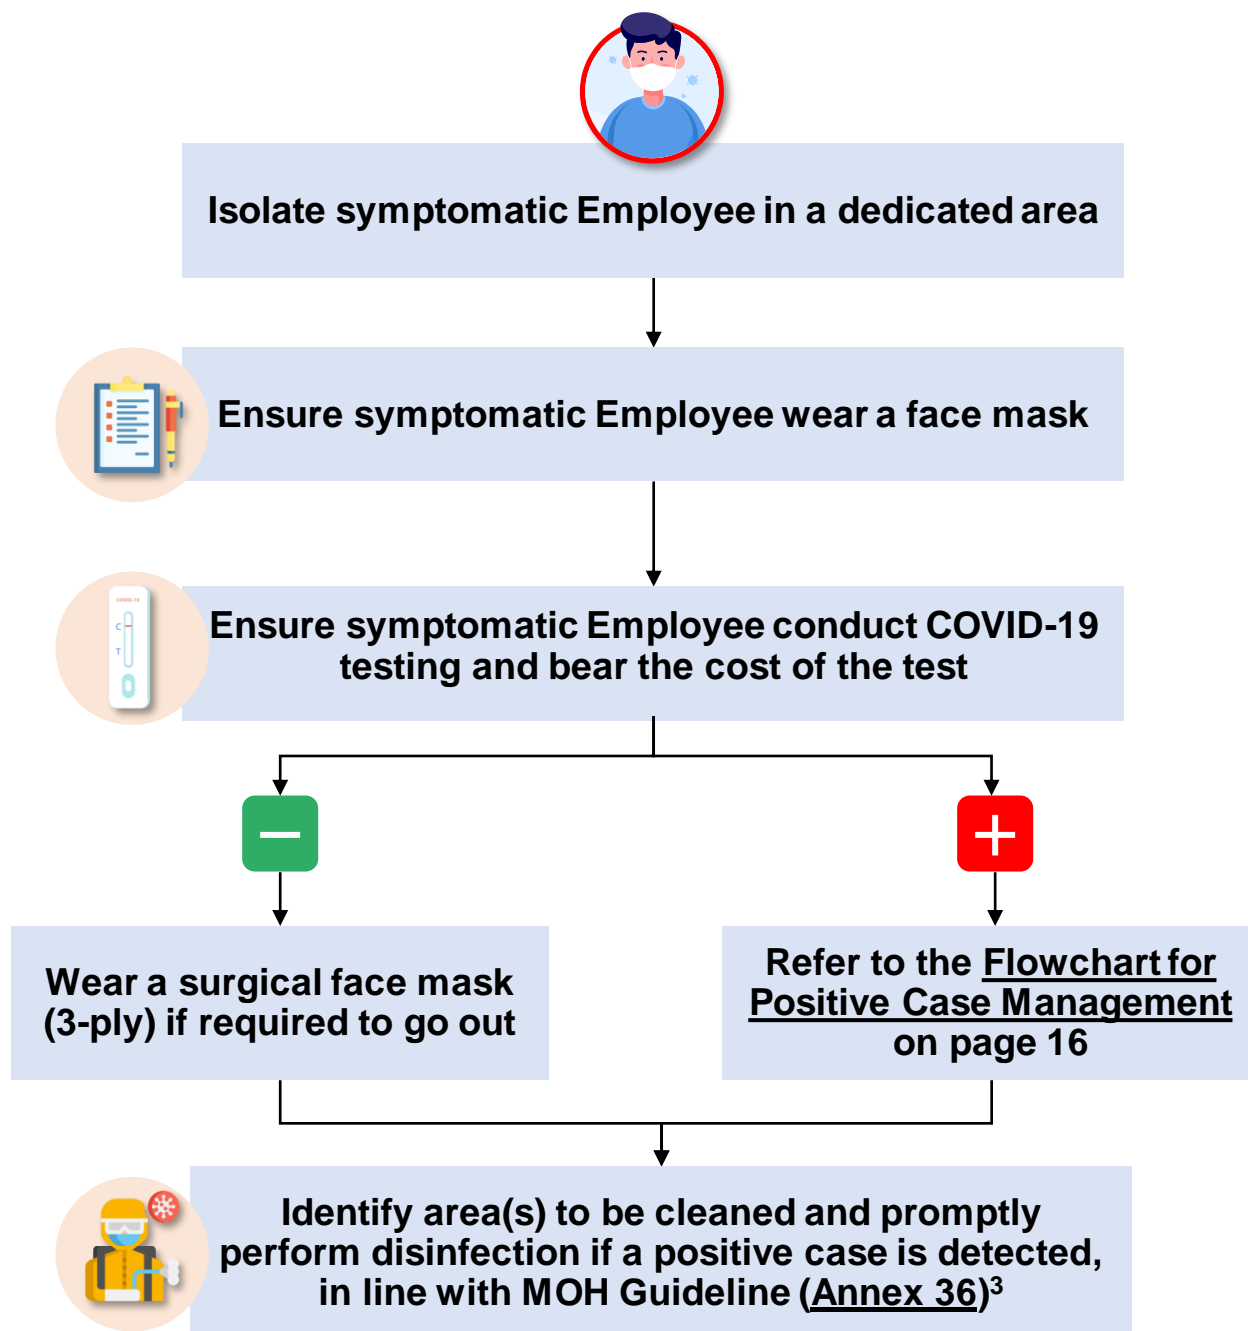 Isolate symptomatic Employee in a dedicated area
Ensure symptomatic Employee wear a face mask
COVID-19
C
T
Ensure symptomatic Employee conduct COVID-19
testing and bear the cost of the test
Wear a surgical face mask
(3-ply) if required to go out
Refer to the Flowchart for
Positive Case Management
on page 16
Identify area(s) to be cleaned and promptly
perform disinfection if a positive case is detected,
in line with MOH Guideline (Annex 36)³